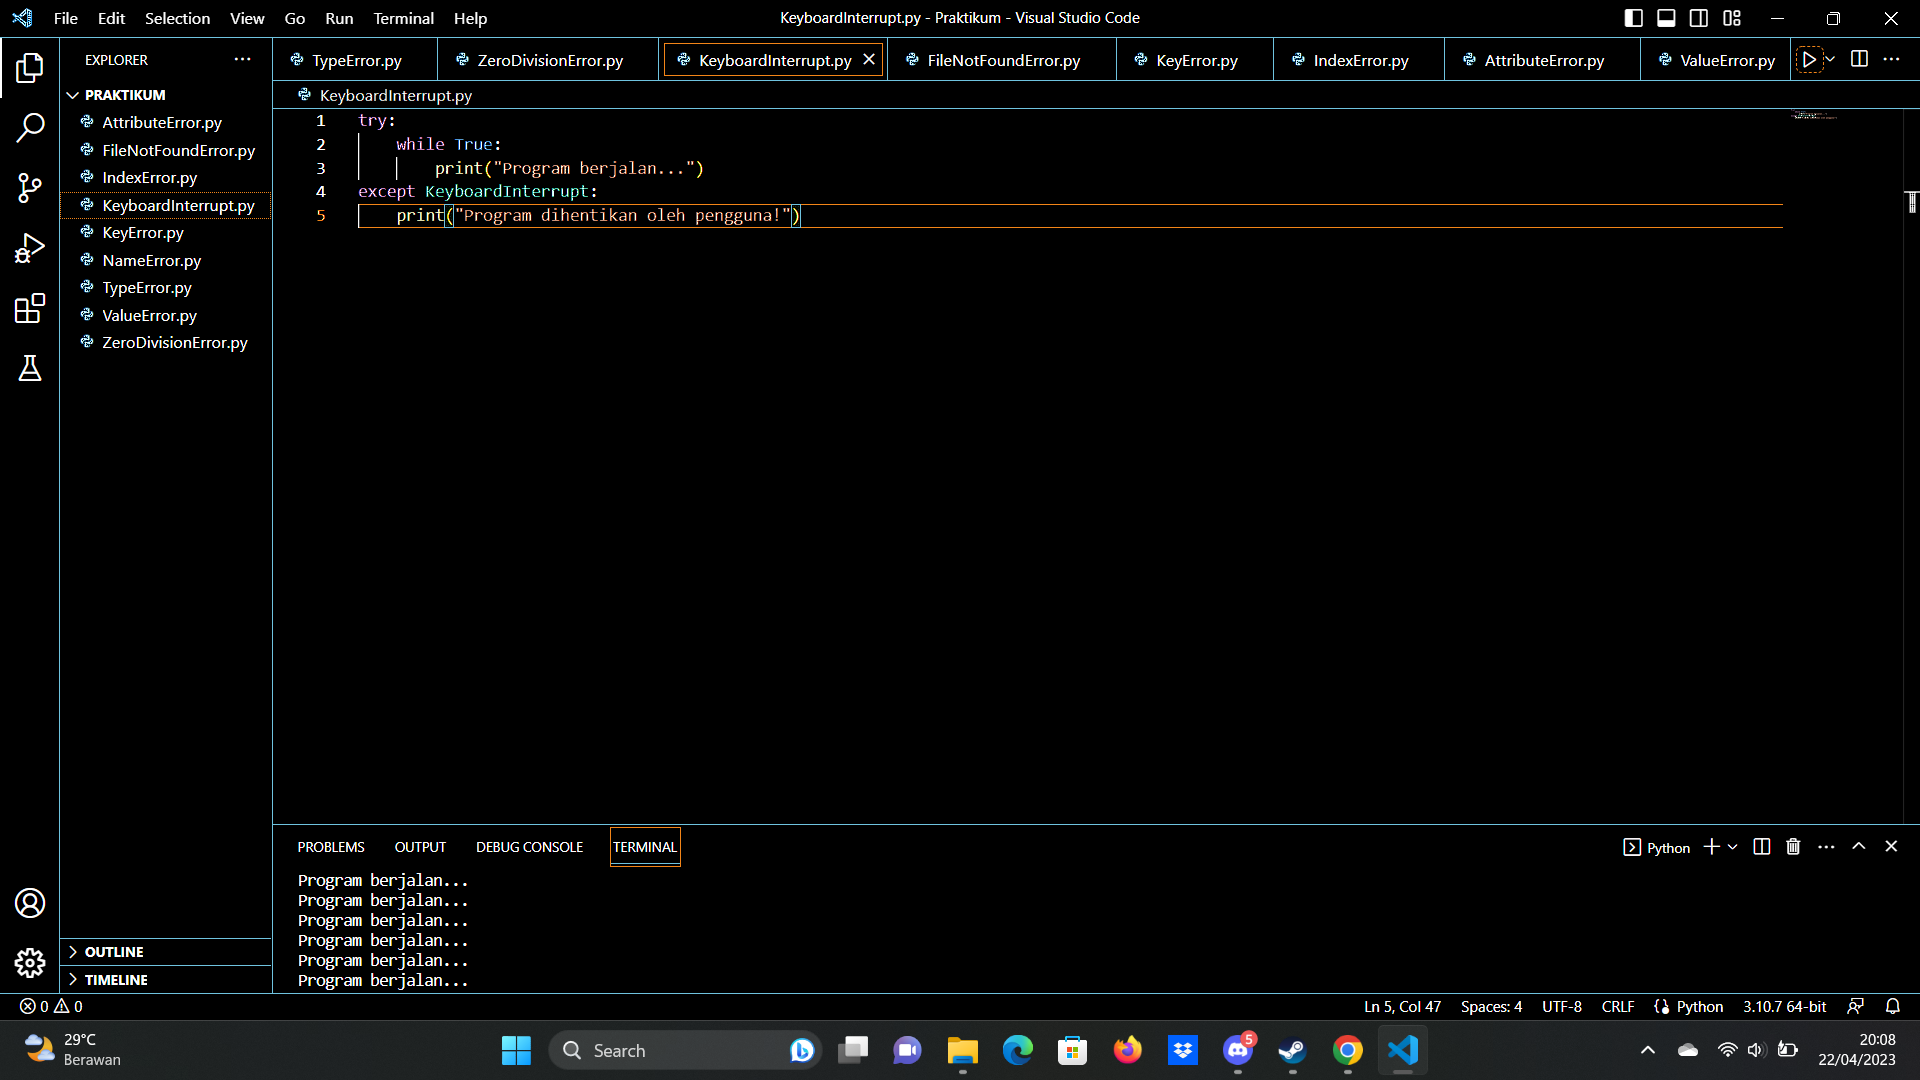 File Edit Selection View Go Run Terminal Help
KeyboardInterrupt.py - Praktikum - Visual Studio Code
EXPLORER
PRAKTIKUM
AttributeError.py
FileNotFoundError.py
IndexError.py
KeyboardInterrupt.py
KeyError.py
NameError.py
TypeError.py
ValueError.py
ZeroDivisionError.py
OUTLINE
TIMELINE
TypeError.py ZeroDivisionError.py KeyboardInterrupt.py FileNotFoundError.py KeyError.py IndexError.py AttributeError.py ValueError.py
KeyboardInterrupt.py
1 try:
2 while True:
3 print("Program berjalan...")
4 except KeyboardInterrupt:
5 print("Program dihentikan oleh pengguna!")
PROBLEMS OUTPUT DEBUG CONSOLE TERMINAL
Python
Program berjalan...
Program berjalan...
Program berjalan...
Program berjalan...
Program berjalan...
Program berjalan...
0 0
Ln 5, Col 47 Spaces: 4 UTF-8 CRLF Python 3.10.7 64-bit
29°C
Berawan
Search
5
20:08
22/04/2023